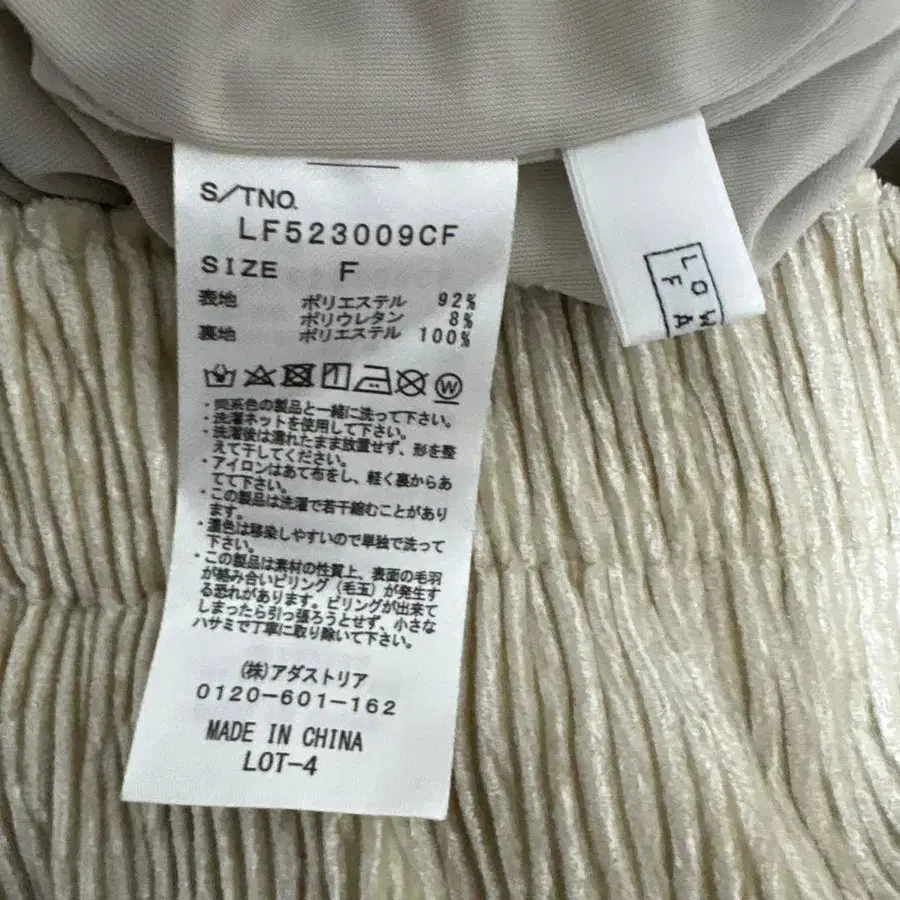 S/TNO.
LF523009CF
SIZE F
表地 ポリエステル 92%
ポリウレタン 8%
裏地 ポリエステル 100%
・同系色の製品と一緒に洗って下さい。
・洗濯ネットを使用して下さい。
・洗濯後は濡れたまま放置せず、形を整
えて干してください。
・アイロンはあて布をし、軽く裏からあ
てて下さい。
・この製品は洗濯で若干縮むことがあり
ます。
・濃色は移染しやすいので単独で洗って
下さい。
・この製品は素材の性質上、表面の毛羽
が絡み合いピリング(毛玉)が発生す
る恐れがあります。ピリングが出来て
しまったら引っ張ろうとせず、小さな
ハサミで丁寧に取り除いて下さい。
(株)アダストリア
0120-601-162
MADE IN CHINA
LOT-4
LOW
F A